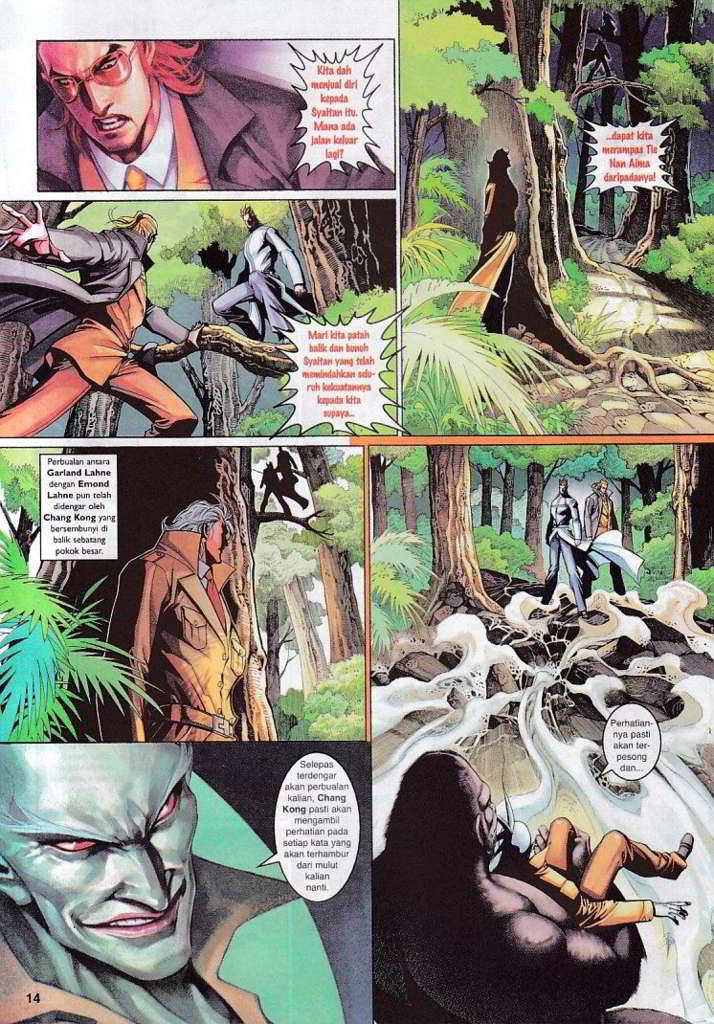 Kita dah
menjual diri
kepada
Syaitan itu.
Mana ada
jalan keluar
lagi?
Mari kita patah
balik dan bunuh
Syaitan yang telah
memindahkan selu-
ruh kekuatannya
kepada kita
supaya...
...dapat kita
merampas Tie
Nan Alma
daripadanya!
Perbualan antara
Garland Lahne
dengan Emond
Lahne pun telah
didengar oleh
Chang Kong yang
bersembunyi di
balik sebatang
pokok besar.
Selepas
terdengar
akan perbualan
kalian, Chang
Kong pasti akan
mengambil
perhatian pada
setiap kata yang
akan terhambur
dari mulut
kalian
nanti.
Perhatian-
nya pasti
akan ter-
pesong
dan...
14